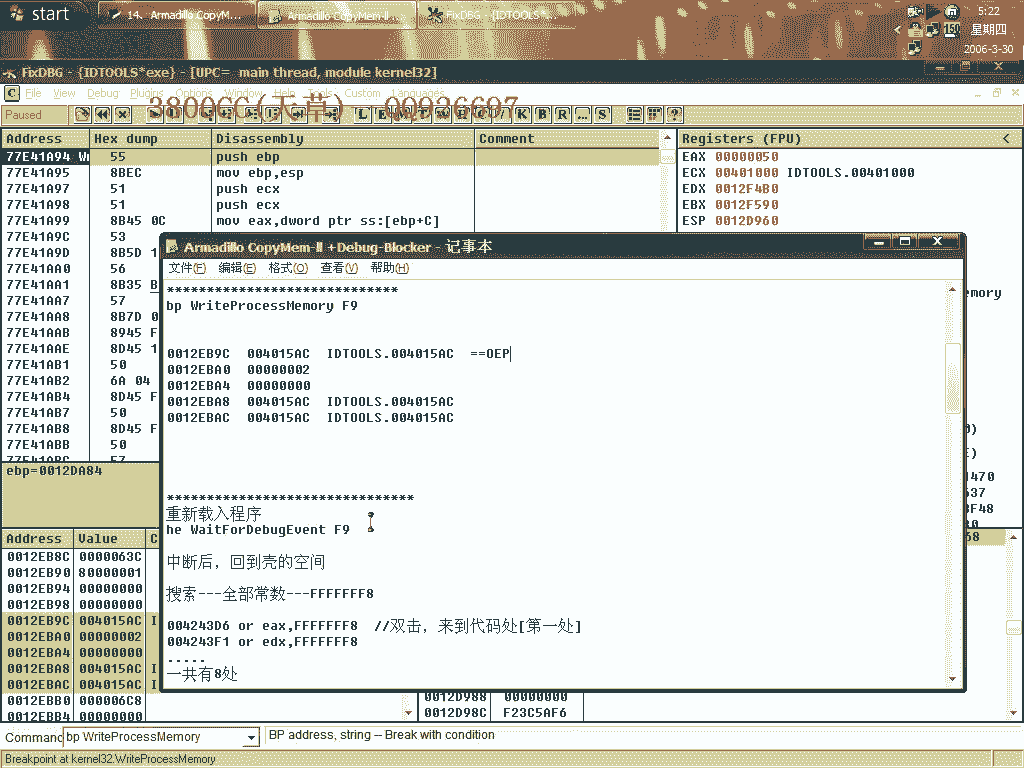 start
14. Armadillo CopyM...
Armadillo CopyMem-II ...
FixDBG - {IDTOOLS*...
5:22
星期四
2006-3-30
FixDBG - {IDTOOLS*exe} - [UPC= main thread, module kernel32]
File View Debug Plugins Options Window Help Tools Custom Languages
3800CC(天草) QQ936697
Paused
Address Hex dump Disassembly Comment Registers (FPU)
77E41A94 55 push ebp
77E41A95 8BEC mov ebp,esp
77E41A97 51 push ecx
77E41A98 51 push ecx
77E41A99 8B45 0C mov eax,dword ptr ss:[ebp+C]
77E41A9C 53
77E41A9D 8B5D 1
77E41AA0 56
77E41AA1 8B35 B
77E41AA7 57
77E41AA8 8B7D 0
77E41AAB 8945 F
77E41AAE 8D45 1
77E41AB1 50
77E41AB2 6A 04
77E41AB4 8D45 F
77E41AB7 50
77E41AB8 8D45 F
77E41ABB 50
EAX 00000050
ECX 00401000 IDTOOLS.00401000
EDX 0012F4B0
EBX 0012F590
ESP 0012D960
Armadillo CopyMem-II +Debug-Blocker - 记事本
文件(F) 编辑(E) 格式(O) 查看(V) 帮助(H)
*****************************
bp WriteProcessMemory F9
0012EB9C 004015AC IDTOOLS.004015AC ==OEP
0012EBA0 00000002
0012EBA4 00000000
0012EBA8 004015AC IDTOOLS.004015AC
0012EBAC 004015AC IDTOOLS.004015AC
*******************************
重新载入程序
he WaitForDebugEvent F9
中断后，回到壳的空间
搜索---全部常数---FFFFFFF8
004243D6 or eax,FFFFFFF8 //双击，来到代码处[第一处]
004243F1 or edx,FFFFFFF8
.....
一共有8处
ebp=0012DA84
Address Value C
0012EB8C 0000063C
0012EB90 80000001
0012EB94 00000000
0012EB98 00000000
0012EB9C 004015AC I
0012EBA0 00000002
0012EBA4 00000000
0012EBA8 004015AC I
0012EBAC 004015AC I
0012EBB0 000006C8
0012EBB4 00000000
0012D988 00000000
0012D98C F23C5AF6
Command bp WriteProcessMemory BP address, string -- Break with condition
Breakpoint at kernel32.WriteProcessMemory